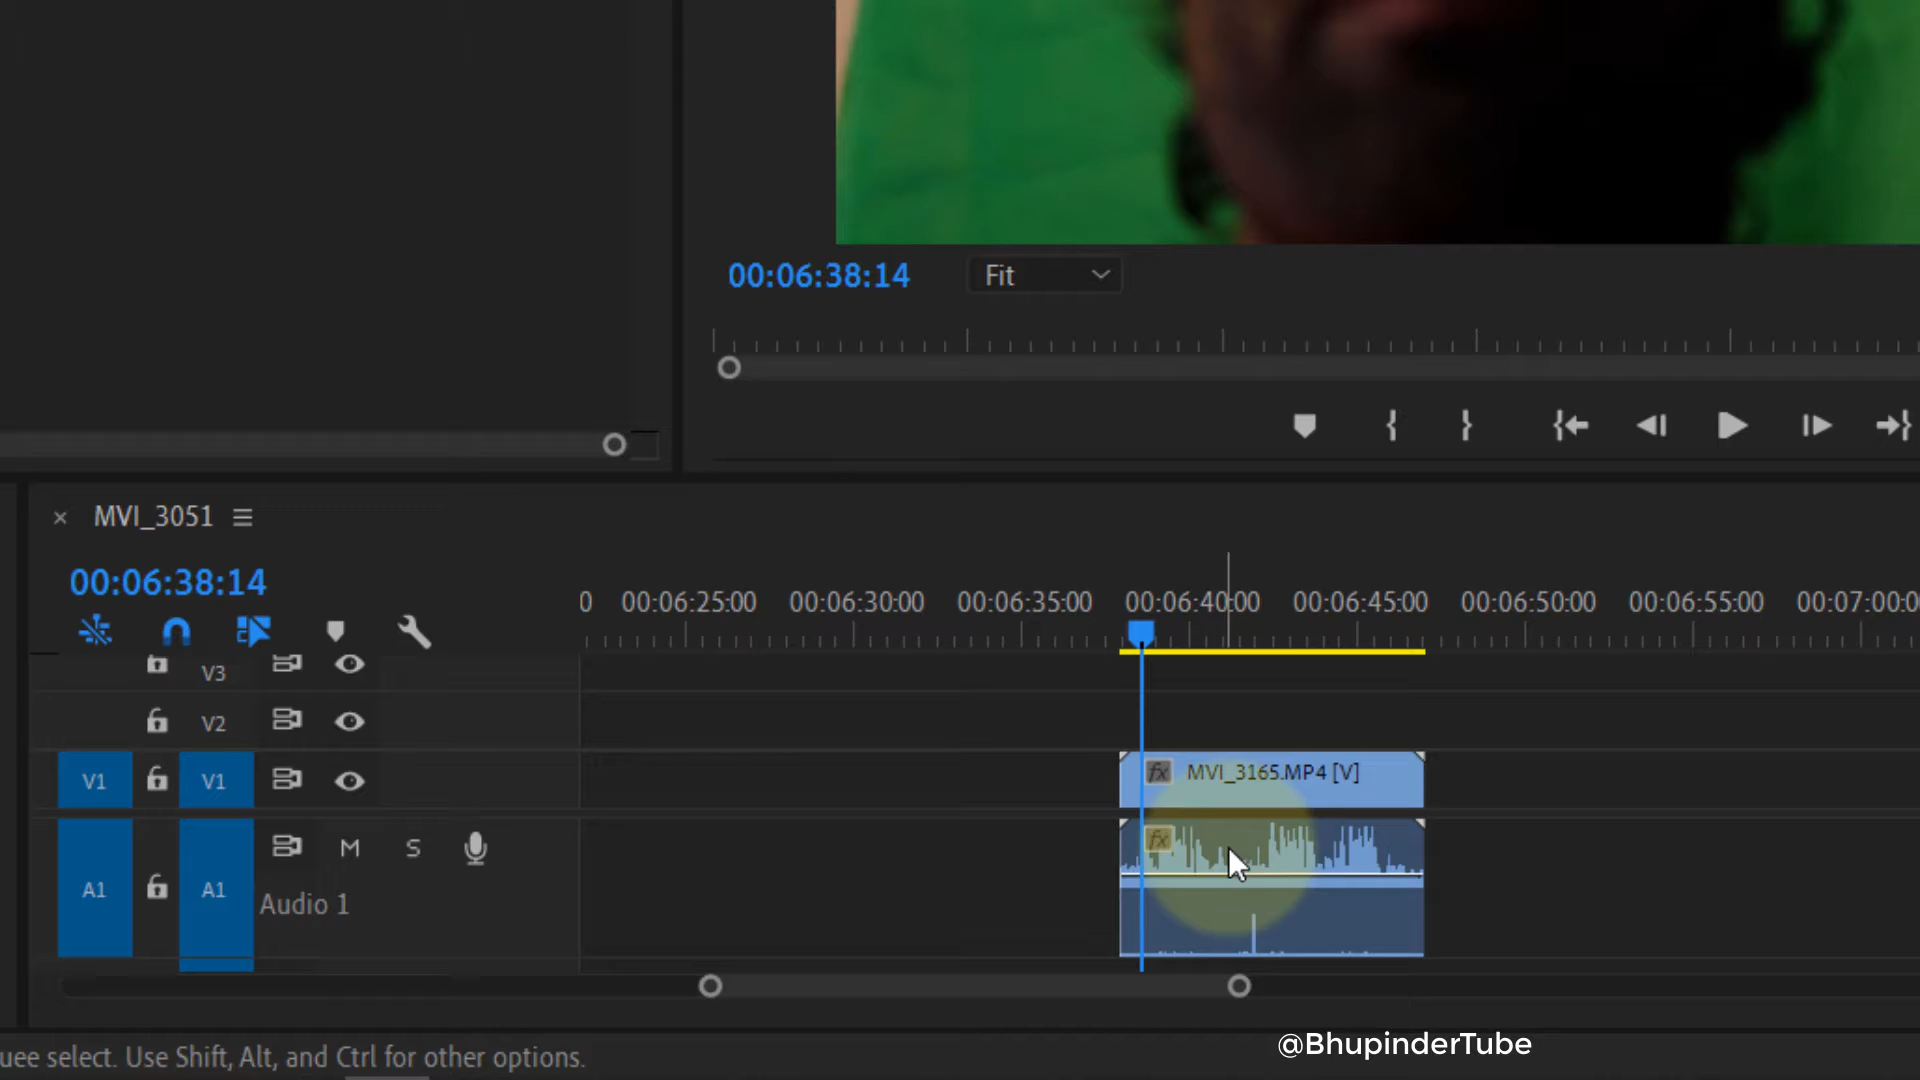 00:06:38:14 Fit
× MVI_3051
00:06:38:14
0 00:06:25:00 00:06:30:00 00:06:35:00 00:06:40:00 00:06:45:00 00:06:50:00 00:06:55:00 00:07:00:0
V3
V2
V1 V1 fx MVI_3165.MP4 [V]
M S fx
A1 A1 Audio 1
@BhupinderTube
uee select. Use Shift, Alt, and Ctrl for other options.